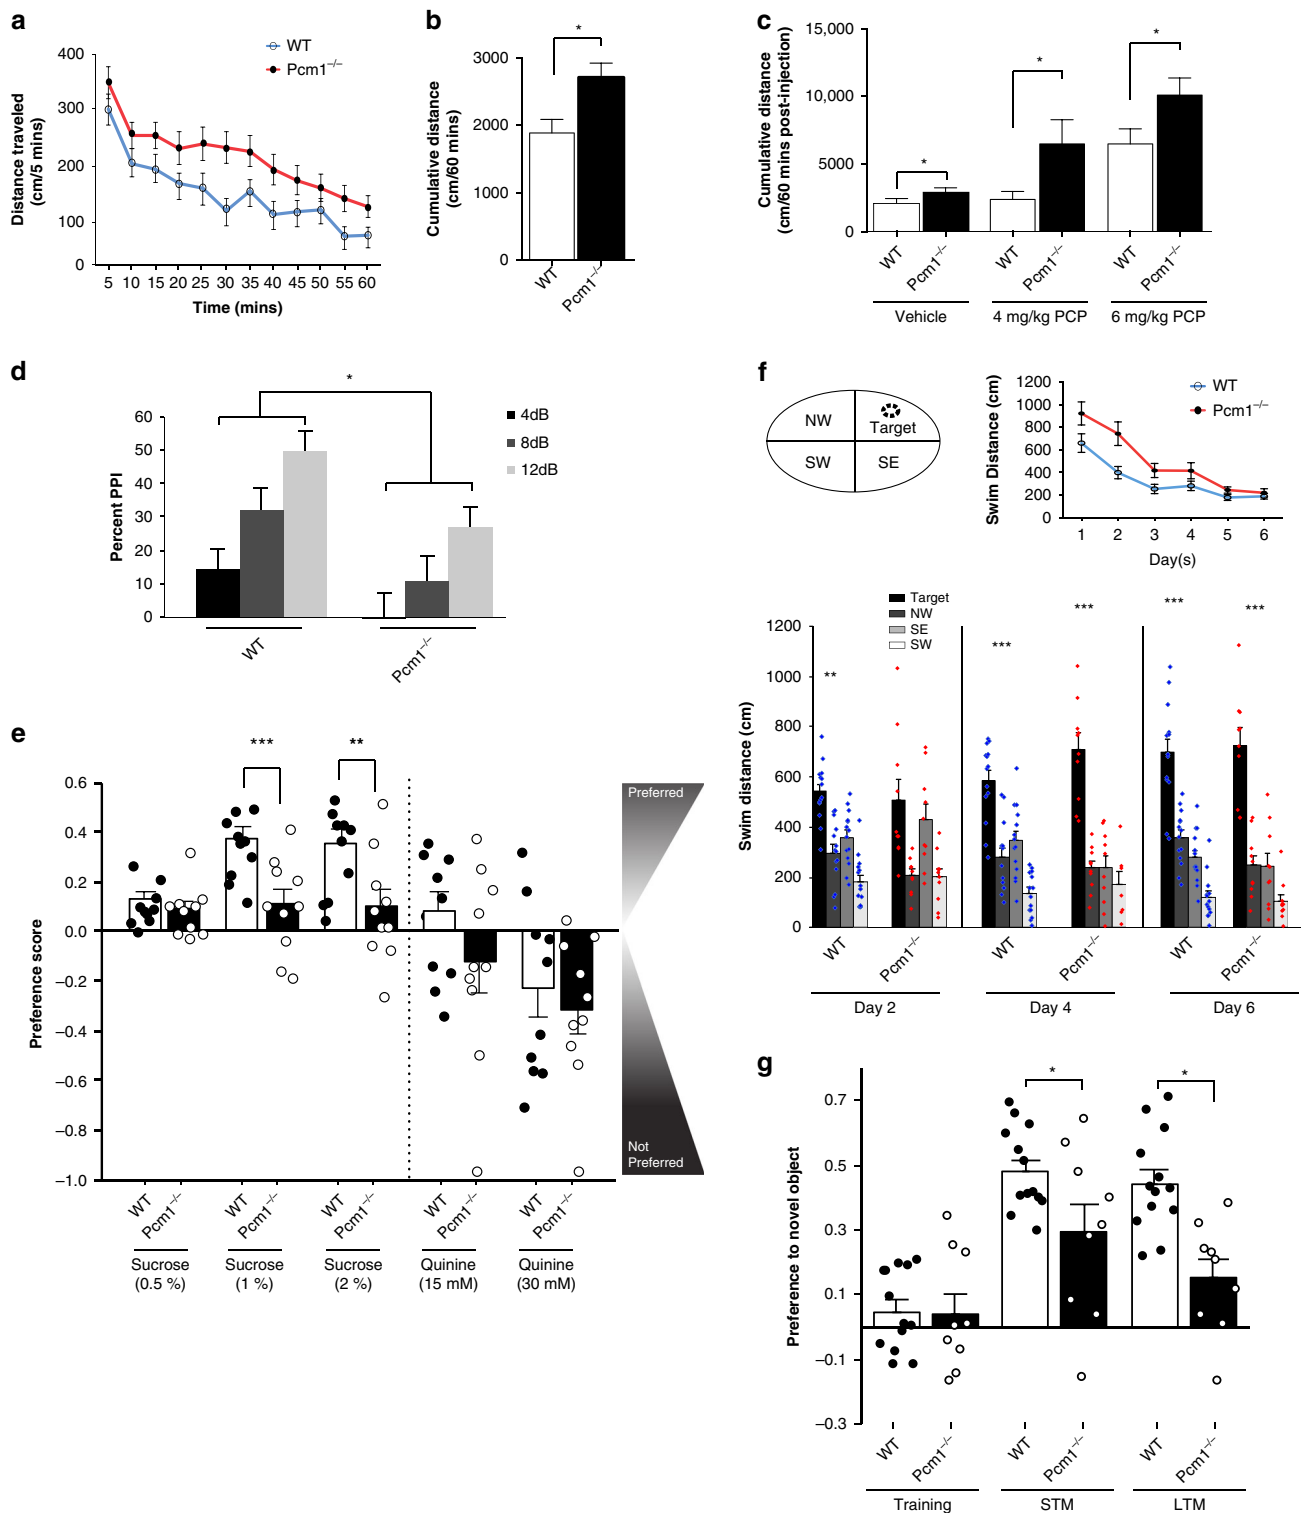 a
WT
Pcm1−/−
400
300
200
100
0
Distance traveled
(cm/5 mins)
5 10 15 20 25 30 35 40 45 50 55 60
Time (mins)
b
*
3000
2000
1000
0
Cumulative distance
(cm/60 mins)
WT
Pcm1−/−
c
15,000
10,000
5000
0
Cumulative distance
(cm/60 mins post-injection)
* * *
WT Pcm1−/− WT Pcm1−/− WT Pcm1−/−
Vehicle 4 mg/kg PCP 6 mg/kg PCP
d
*
60
50
40
30
20
10
0
Percent PPI
4dB
8dB
12dB
WT
Pcm1−/−
e
*** **
0.6
0.4
0.2
0.0
−0.2
−0.4
−0.6
−0.8
−1.0
Preference score
Preferred
Not
Preferred
WT Pcm1−/− WT Pcm1−/− WT Pcm1−/− WT Pcm1−/− WT Pcm1−/−
Sucrose Sucrose Sucrose Quinine Quinine
(0.5 %) (1 %) (2 %) (15 mM) (30 mM)
f
NW
Target
SW
SE
WT
Pcm1−/−
1200
1000
800
600
400
200
0
Swim Distance (cm)
1 2 3 4 5 6
Day(s)
Target
NW
SE
SW
** *** *** *** ***
1200
1000
800
600
400
200
0
Swim distance (cm)
WT Pcm1−/− WT Pcm1−/− WT Pcm1−/−
Day 2 Day 4 Day 6
g
* *
0.7
0.5
0.3
0.1
−0.1
−0.3
Preference to novel object
WT Pcm1−/− WT Pcm1−/− WT Pcm1−/−
Training STM LTM